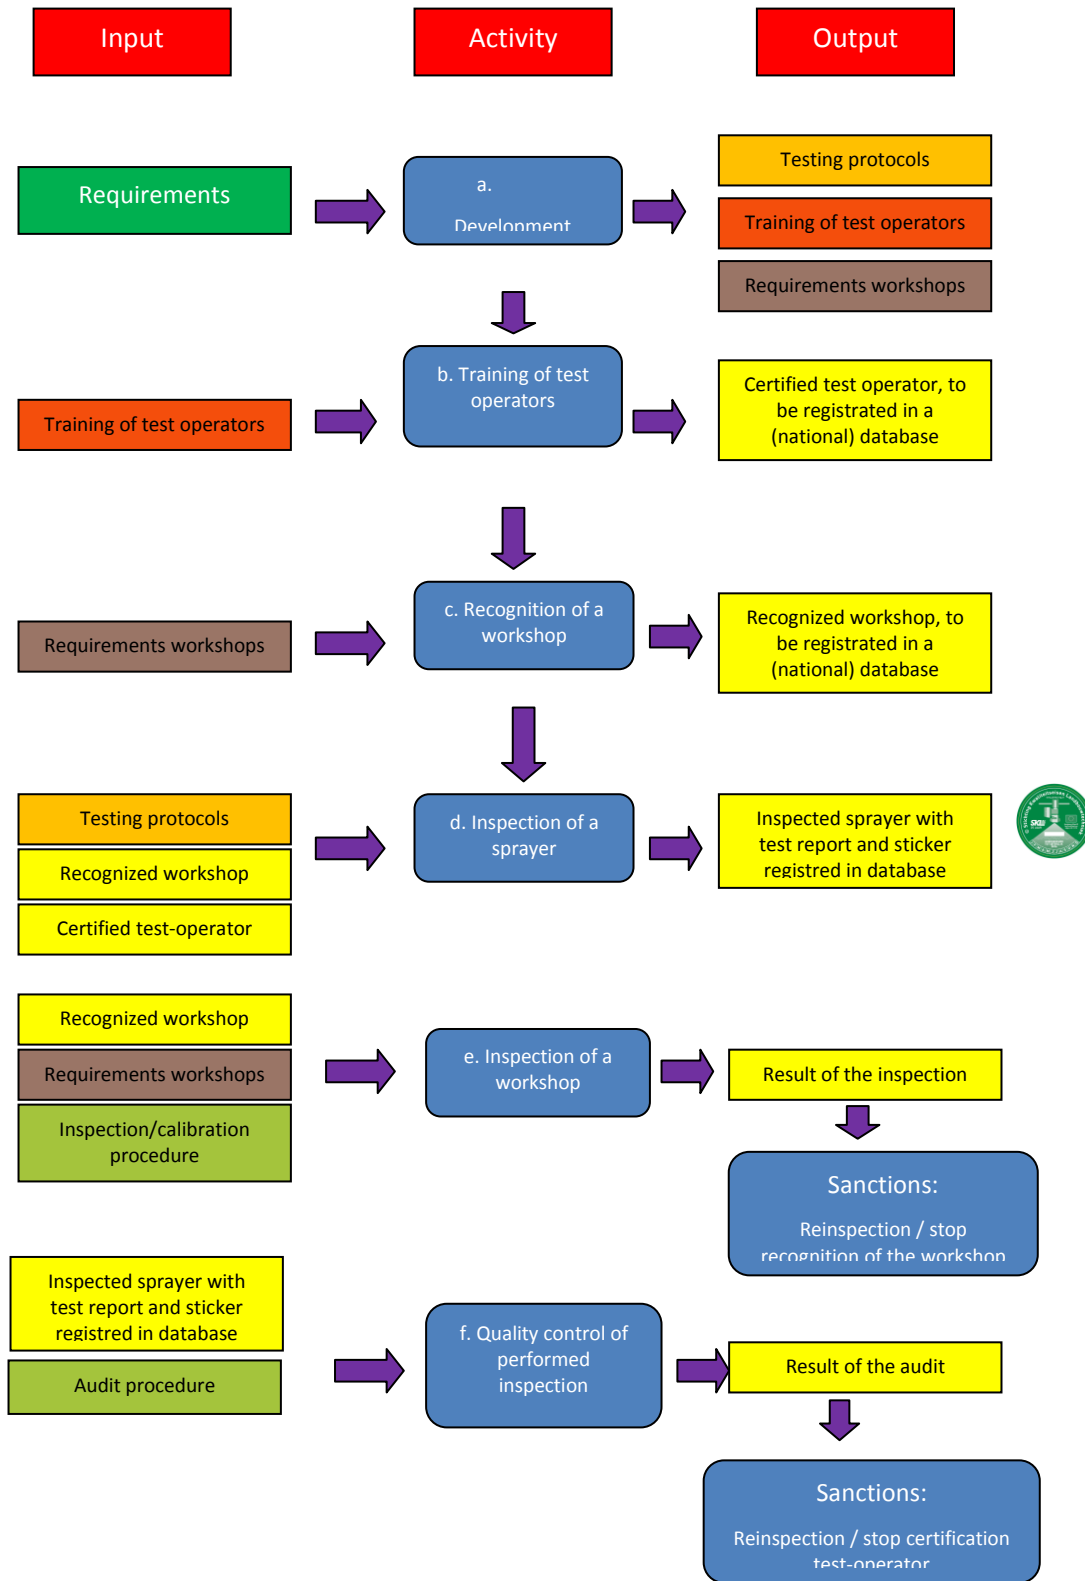 Input
Activity
Output
Requirements
a.
Development
Testing protocols
Training of test operators
Requirements workshops
Training of test operators
b. Training of test
operators
Certified test operator, to
be registrated in a
(national) database
Requirements workshops
c. Recognition of a
workshop
Recognized workshop, to
be registrated in a
(national) database
Testing protocols
Recognized workshop
Certified test-operator
d. Inspection of a
sprayer
Inspected sprayer with
test report and sticker
registred in database
Recognized workshop
Requirements workshops
Inspection/calibration
procedure
e. Inspection of a
workshop
Result of the inspection
Sanctions:
Reinspection / stop
recognition of the workshop
Inspected sprayer with
test report and sticker
registred in database
Audit procedure
f. Quality control of
performed
inspection
Result of the audit
Sanctions:
Reinspection / stop certification
test-operator